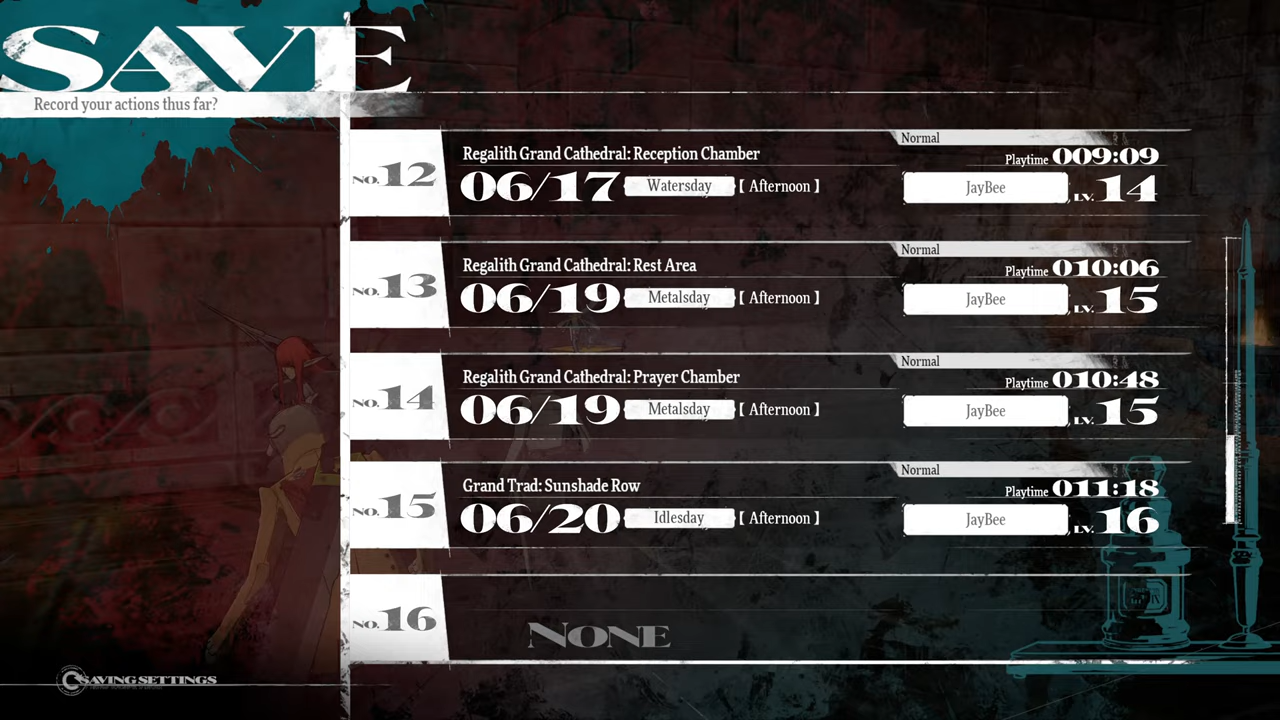 SAVE
Record your actions thus far?
No.12
Regalith Grand Cathedral: Reception Chamber
06/17 Watersday [ Afternoon ]
Normal
Playtime 009:09
JayBee LV. 14
No.13
Regalith Grand Cathedral: Rest Area
06/19 Metalsday [ Afternoon ]
Normal
Playtime 010:06
JayBee LV. 15
No.14
Regalith Grand Cathedral: Prayer Chamber
06/19 Metalsday [ Afternoon ]
Normal
Playtime 010:48
JayBee LV. 15
No.15
Grand Trad: Sunshade Row
06/20 Idlesday [ Afternoon ]
Normal
Playtime 011:18
JayBee LV. 16
No.16
NONE
SAVING SETTINGS